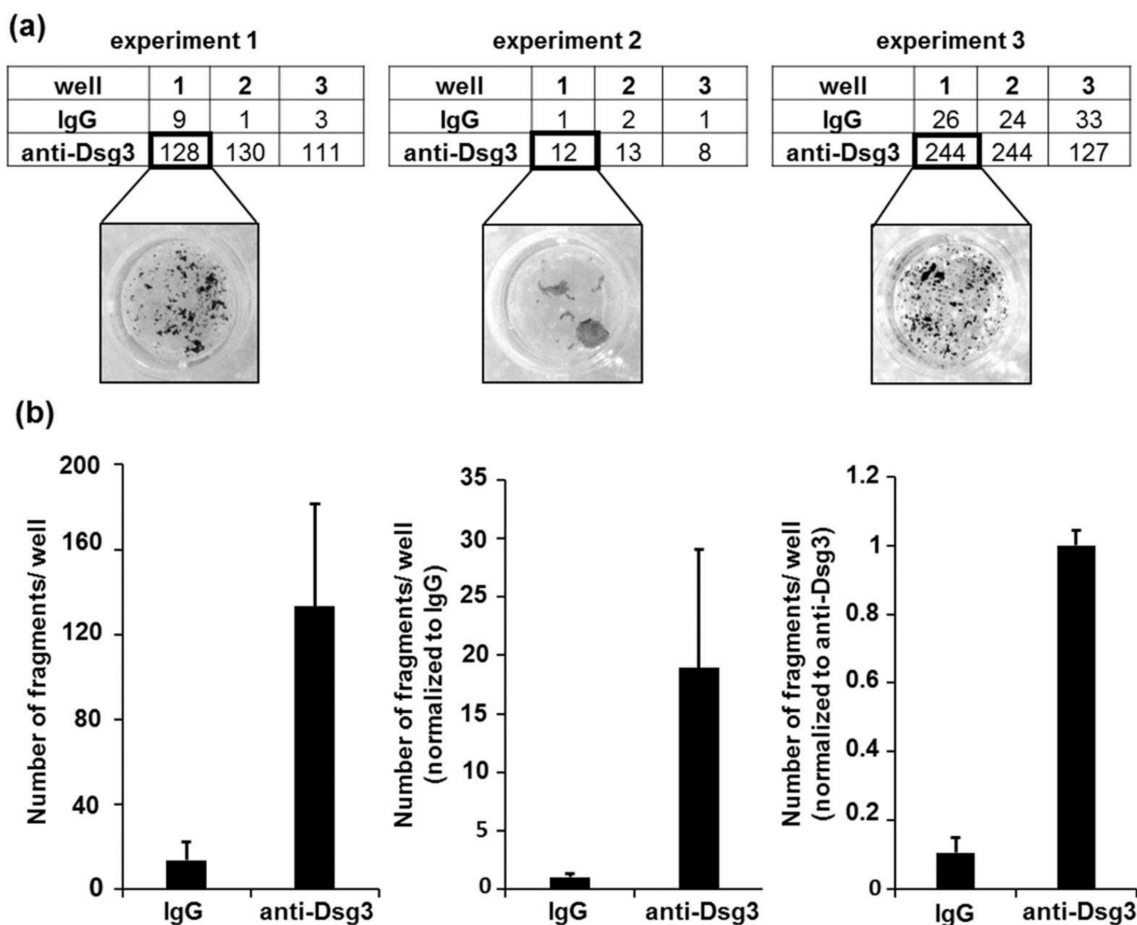 (a)
experiment 1
well 1 2 3
IgG 9 1 3
anti-Dsg3 128 130 111
experiment 2
well 1 2 3
IgG 1 2 1
anti-Dsg3 12 13 8
experiment 3
well 1 2 3
IgG 26 24 33
anti-Dsg3 244 244 127
(b)
Number of fragments/ well
200
160
120
80
40
0
IgG anti-Dsg3
Number of fragments/ well
(normalized to IgG)
35
30
25
20
15
10
5
0
IgG anti-Dsg3
Number of fragments/ well
(normalized to anti-Dsg3)
1.2
1
0.8
0.6
0.4
0.2
0
IgG anti-Dsg3